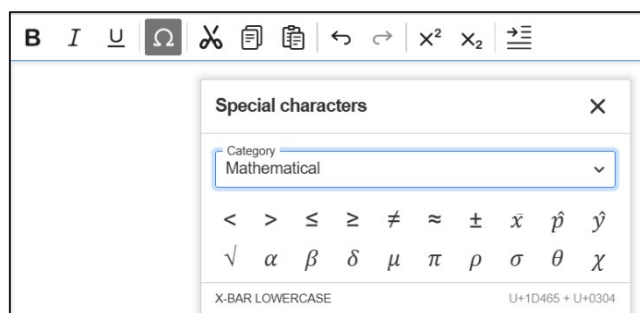 B I U Ω X² X₂
Special characters
Category
Mathematical
< > ≤ ≥ ≠ ≈ ± x̄ p̂ ŷ
√ α β δ μ π ρ σ θ χ
X-BAR LOWERCASE U+1D465 + U+0304